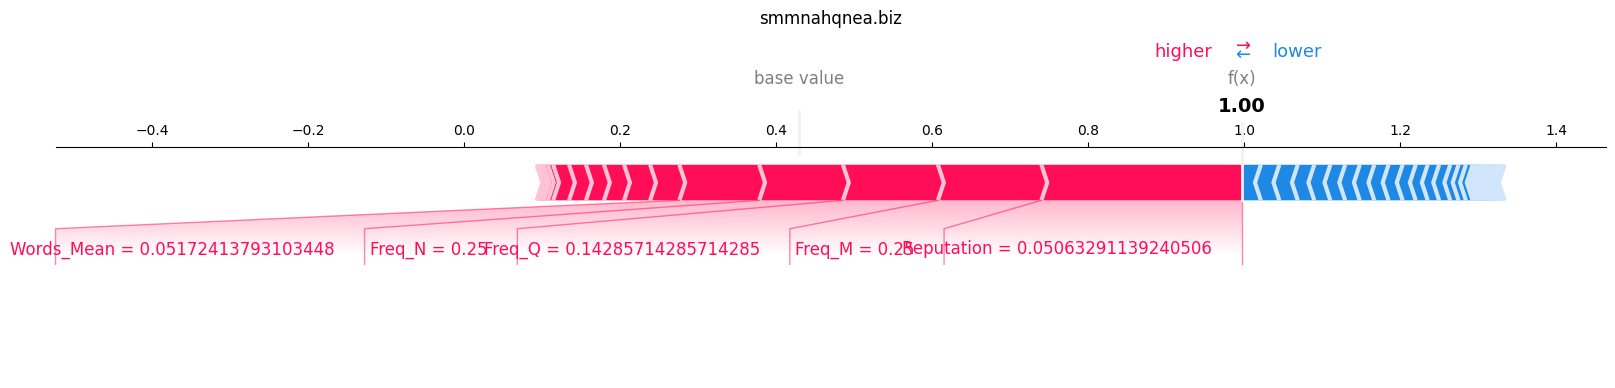 smmnahqnea.biz
higher ⇄ lower
base value f(x)
1.00
−0.4 −0.2 0.0 0.2 0.4 0.6 0.8 1.0 1.2 1.4
Words_Mean = 0.05172413793103448 Freq_N = 0.25 Freq_Q = 0.14285714285714285 Freq_M = 0.25 Reputation = 0.05063291139240506